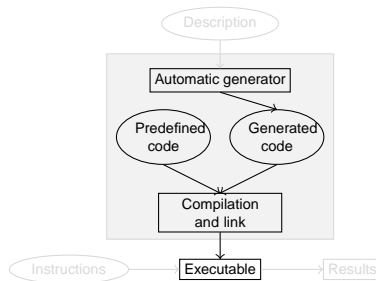 Description
Automatic generator
Predefined
code
Generated
code
Compilation
and link
Instructions
Executable
Results